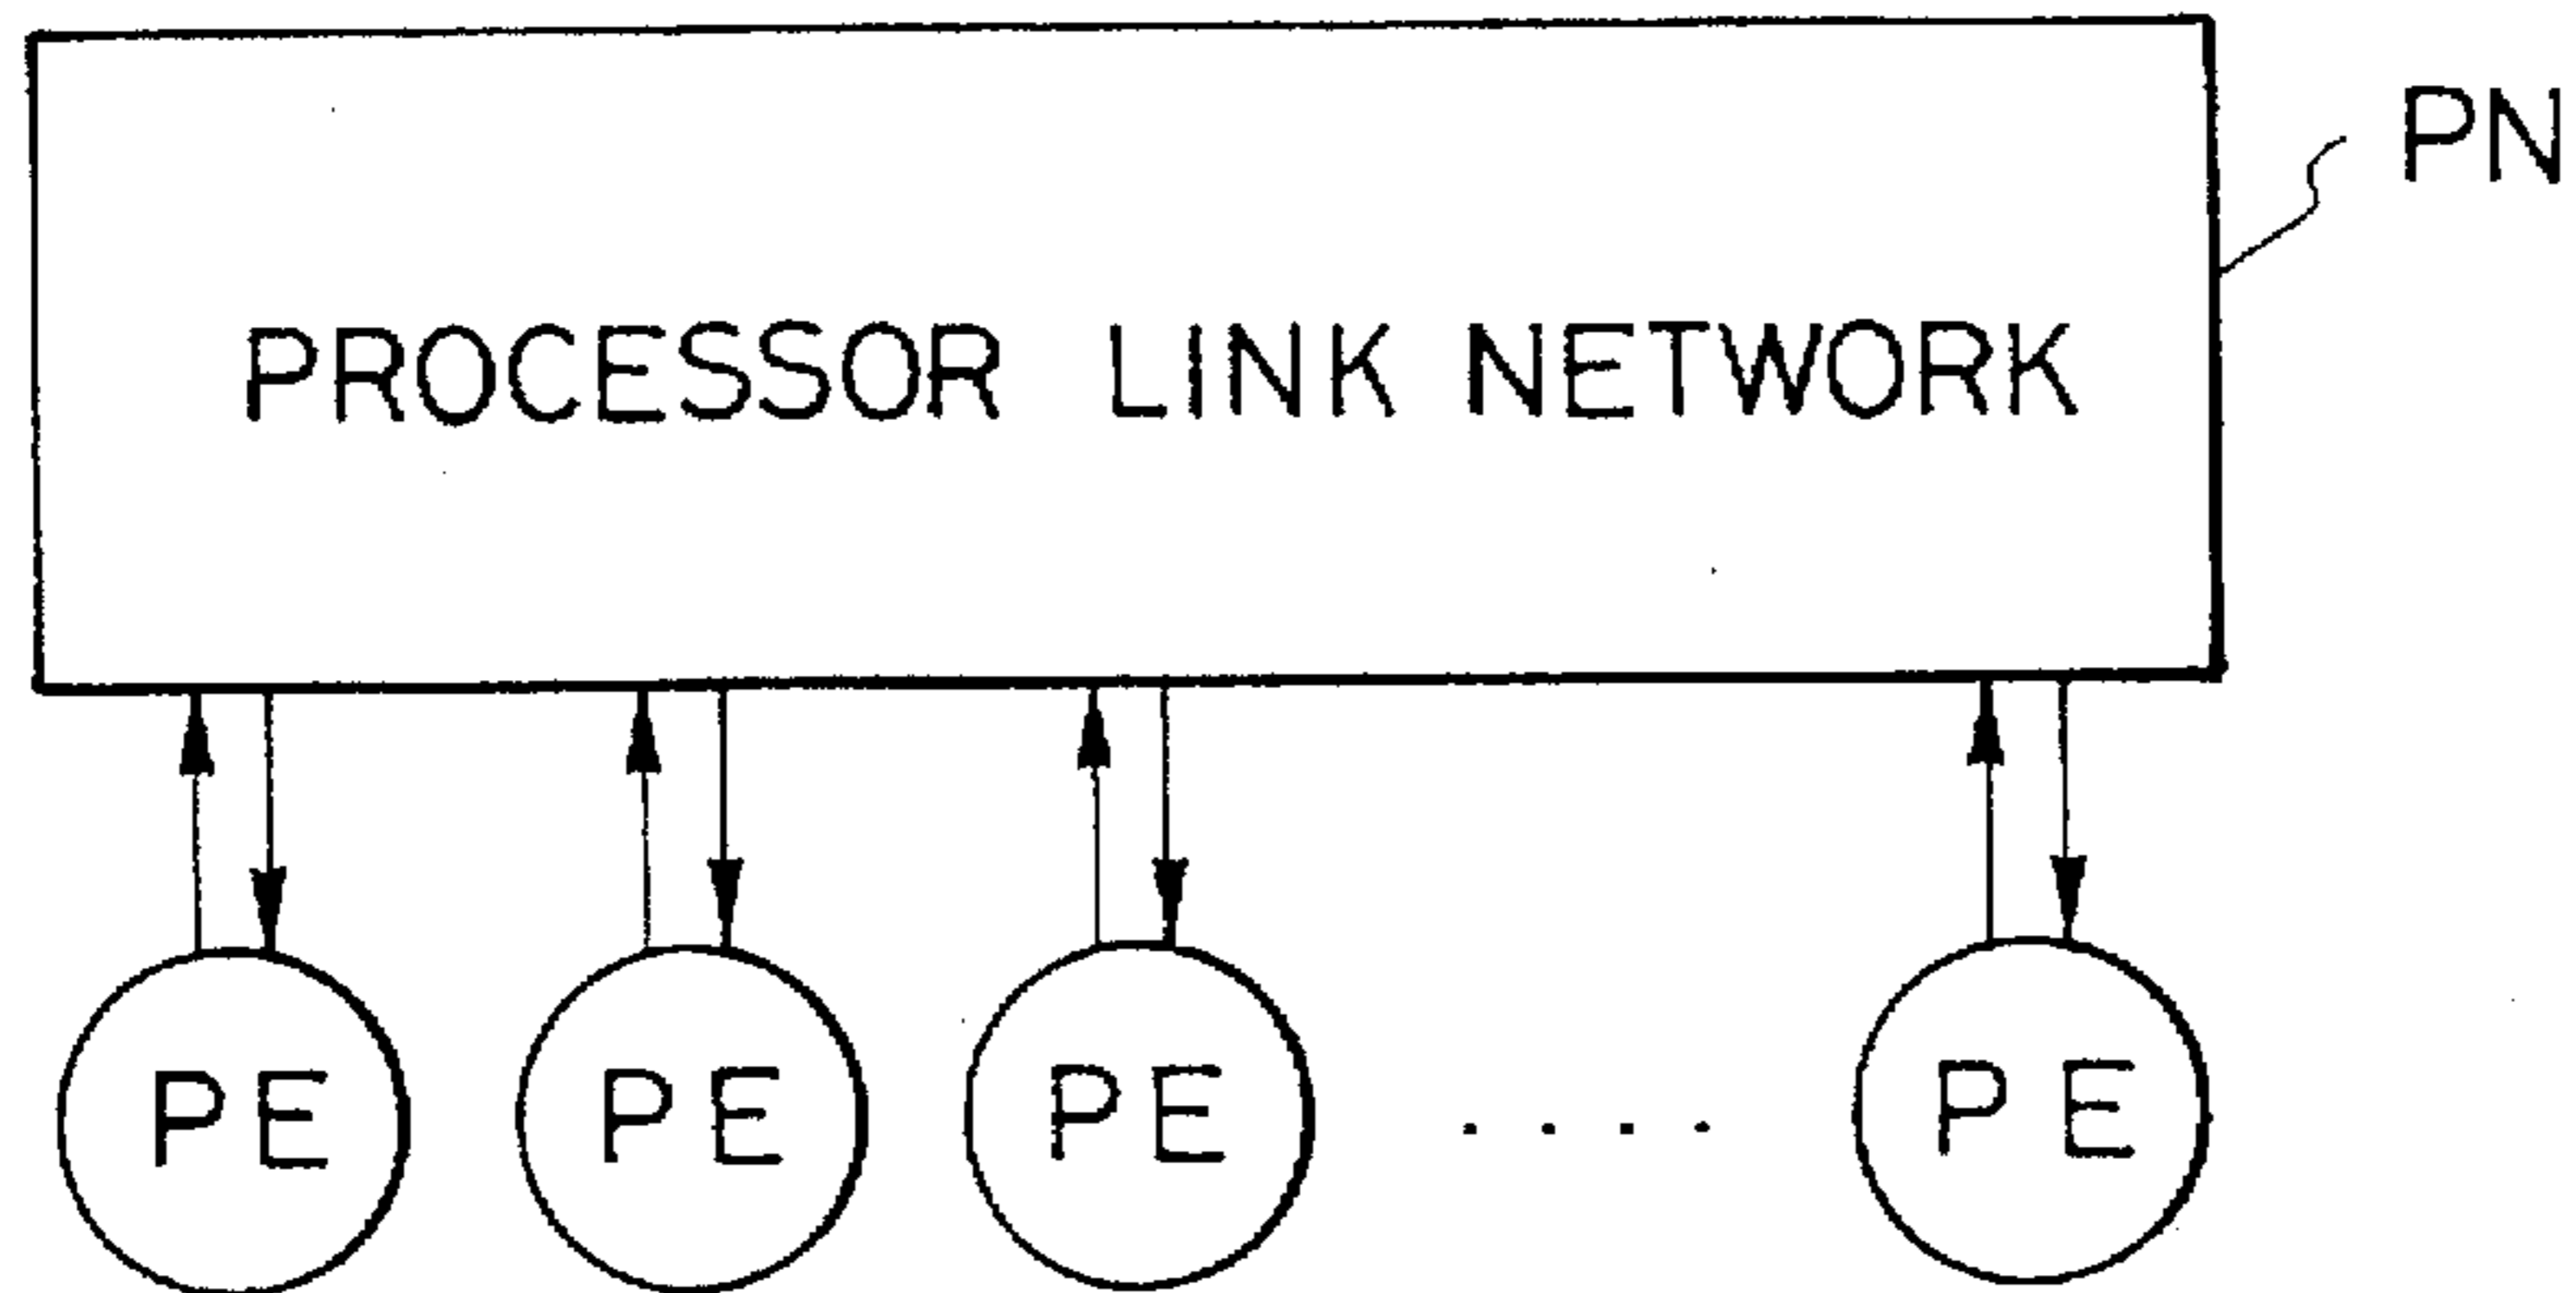 PN
PROCESSOR LINK NETWORK
PE PE PE . . . . PE